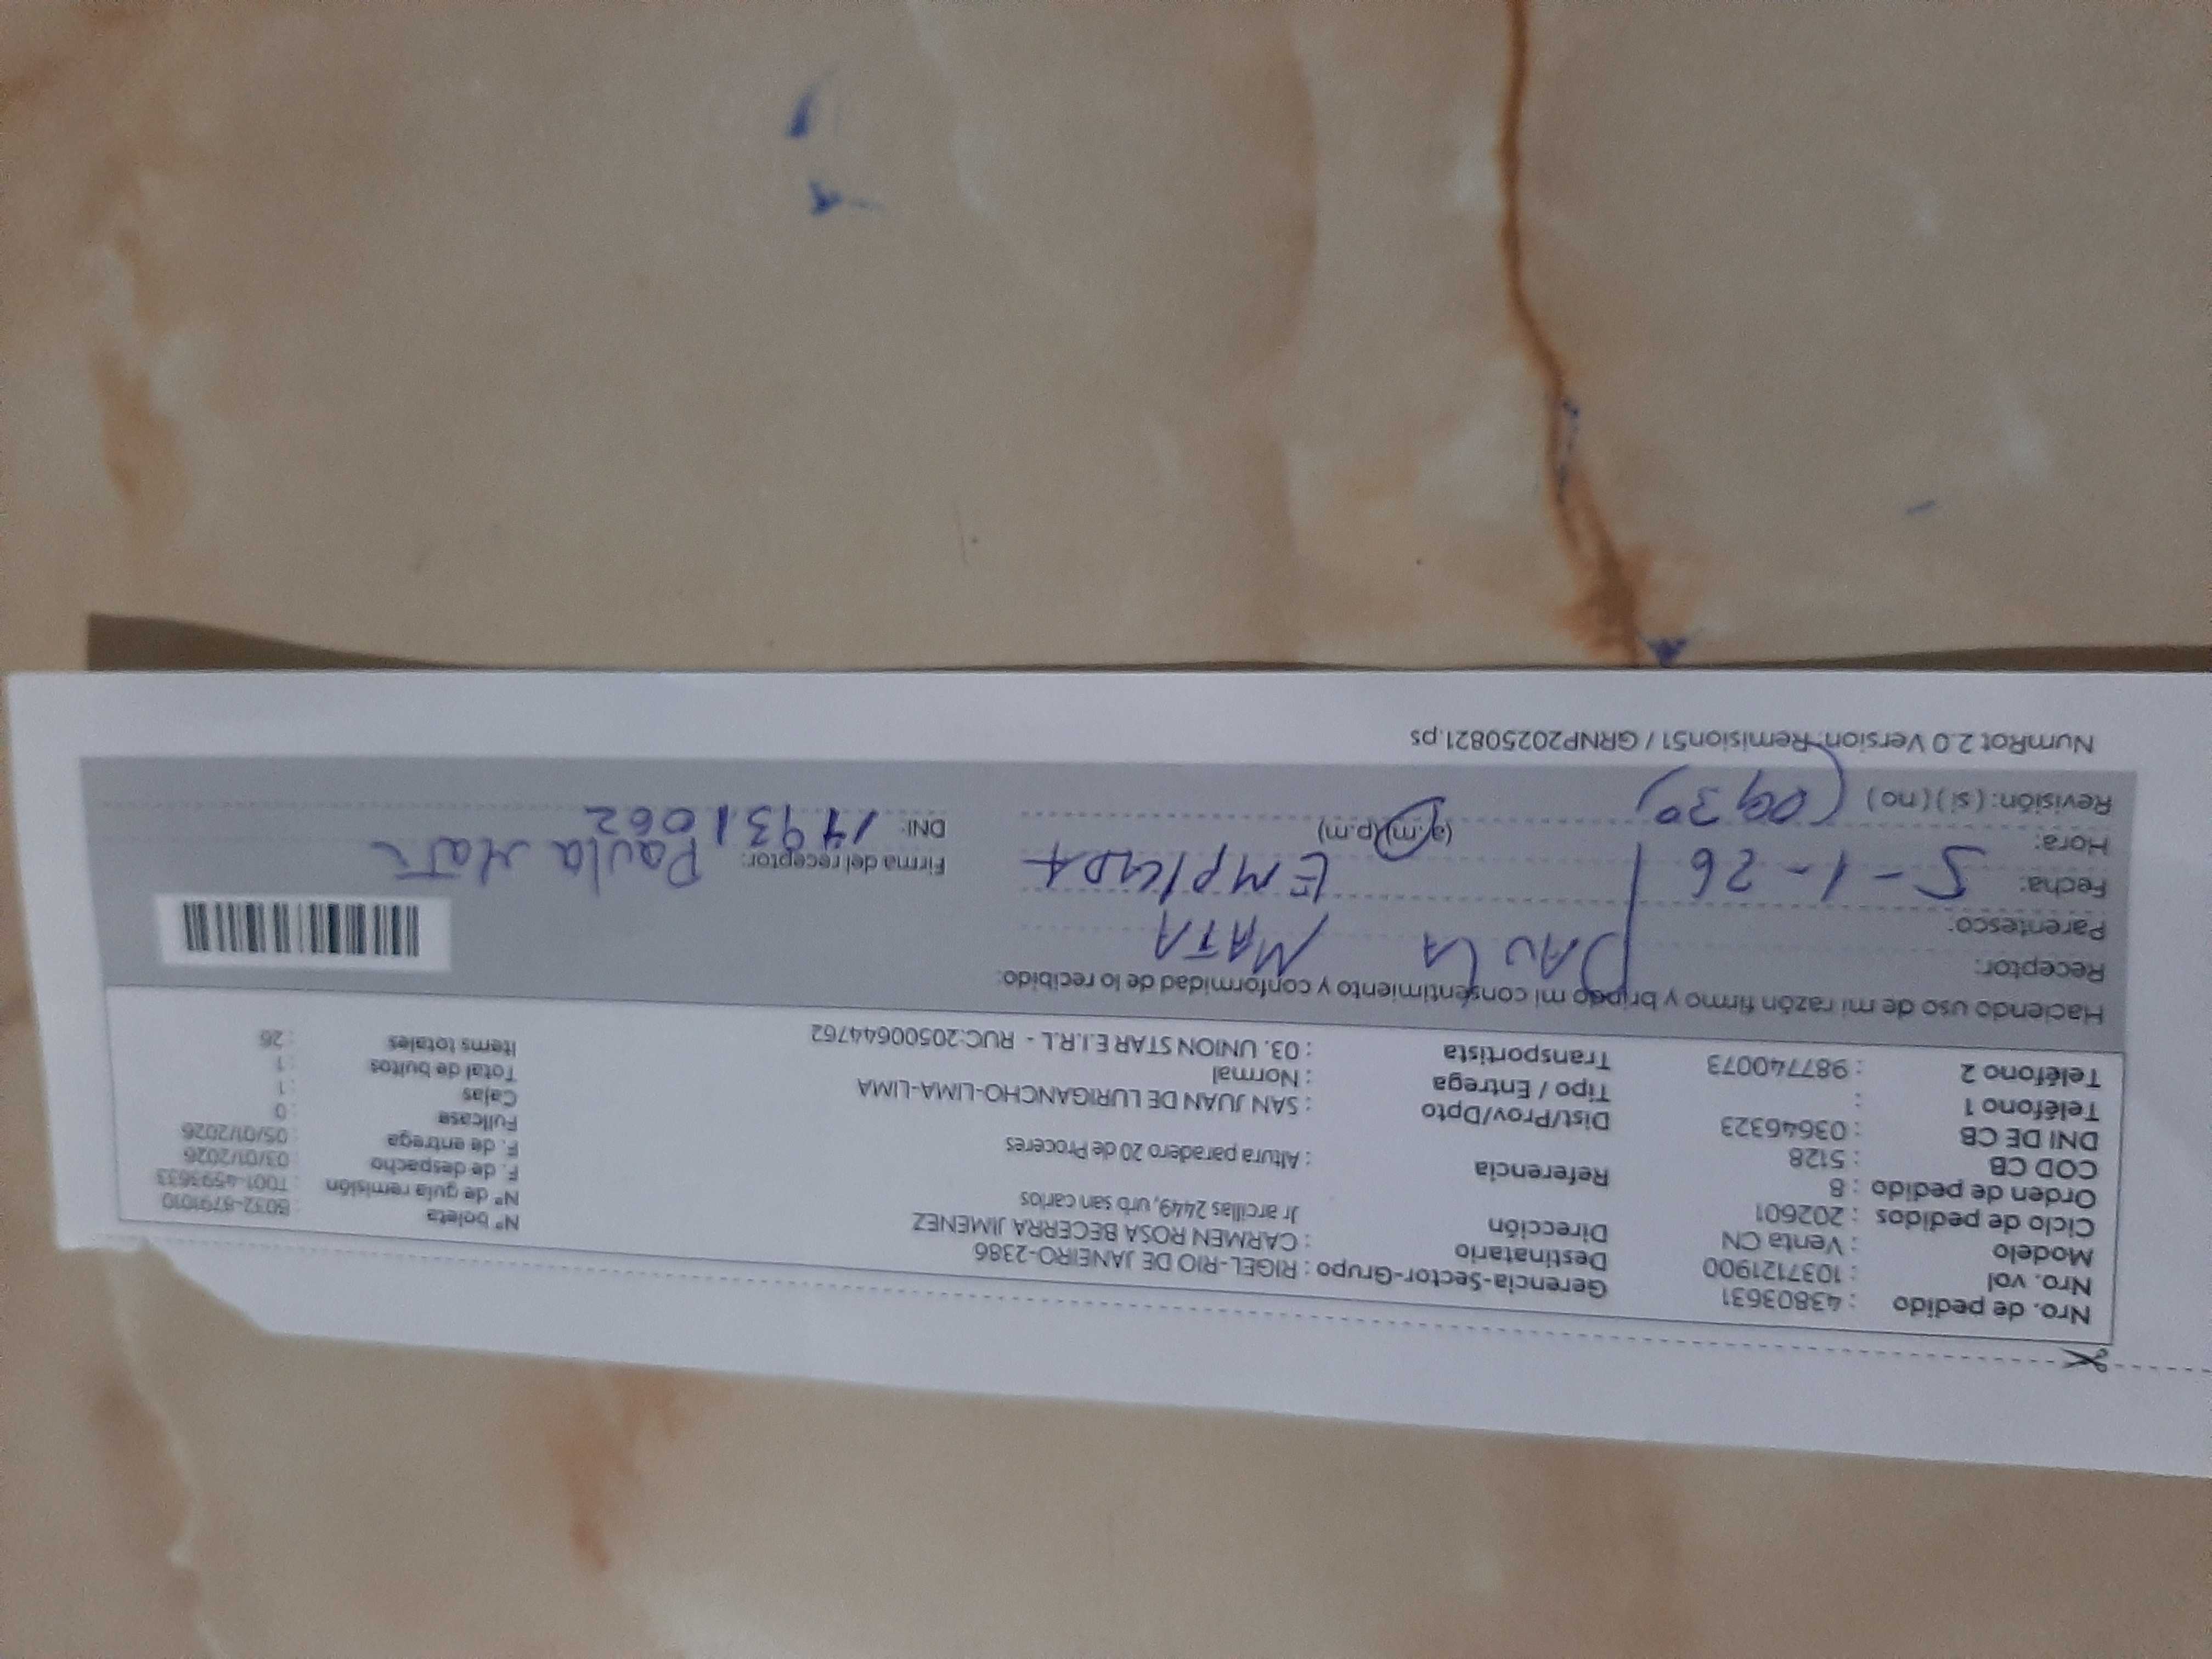 Nro. de pedido : 43803631
Nro. vol : 1037121900
Modelo : Venta CN
Ciclo de pedidos : 202601
Orden de pedido : 8
COD CB : 5128
DNI DE CB : 03646323
Teléfono 1 :
Teléfono 2 : 987740073
Gerencia-Sector-Grupo : RIGEL-RIO DE JANEIRO-2386
Destinatario : CARMEN ROSA BECERRA JIMENEZ
Dirección Jr arcillas 2449, urb san carlos
Referencia : Altura paradero 20 de Proceres
Dist/Prov/Dpto : SAN JUAN DE LURIGANCHO-LIMA-LIMA
Tipo / Entrega : Normal
Transportista : 03. UNION STAR E.I.R.L - RUC:20500644762
Nº boleta : B032-8791010
Nº de guía remisión : T001-4593633
F. de despacho : 03/01/2026
F. de entrega : 05/01/2026
Fullcase : 0
Cajas : 1
Total de bultos : 1
Items totales : 26
Haciendo uso de mi razón firmo y brindo mi consentimiento y conformidad de lo recibido:
Receptor: PAULA MATA
Parentesco: EMPLEADA
Fecha: 5-1-26
Hora: 0930 (a.m)(p.m)
Revisión: (si) (no)
Firma del receptor: Paula Mata
DNI: 14931062
NumRot 2.0 Version Remision51 / GRNP20250821.ps